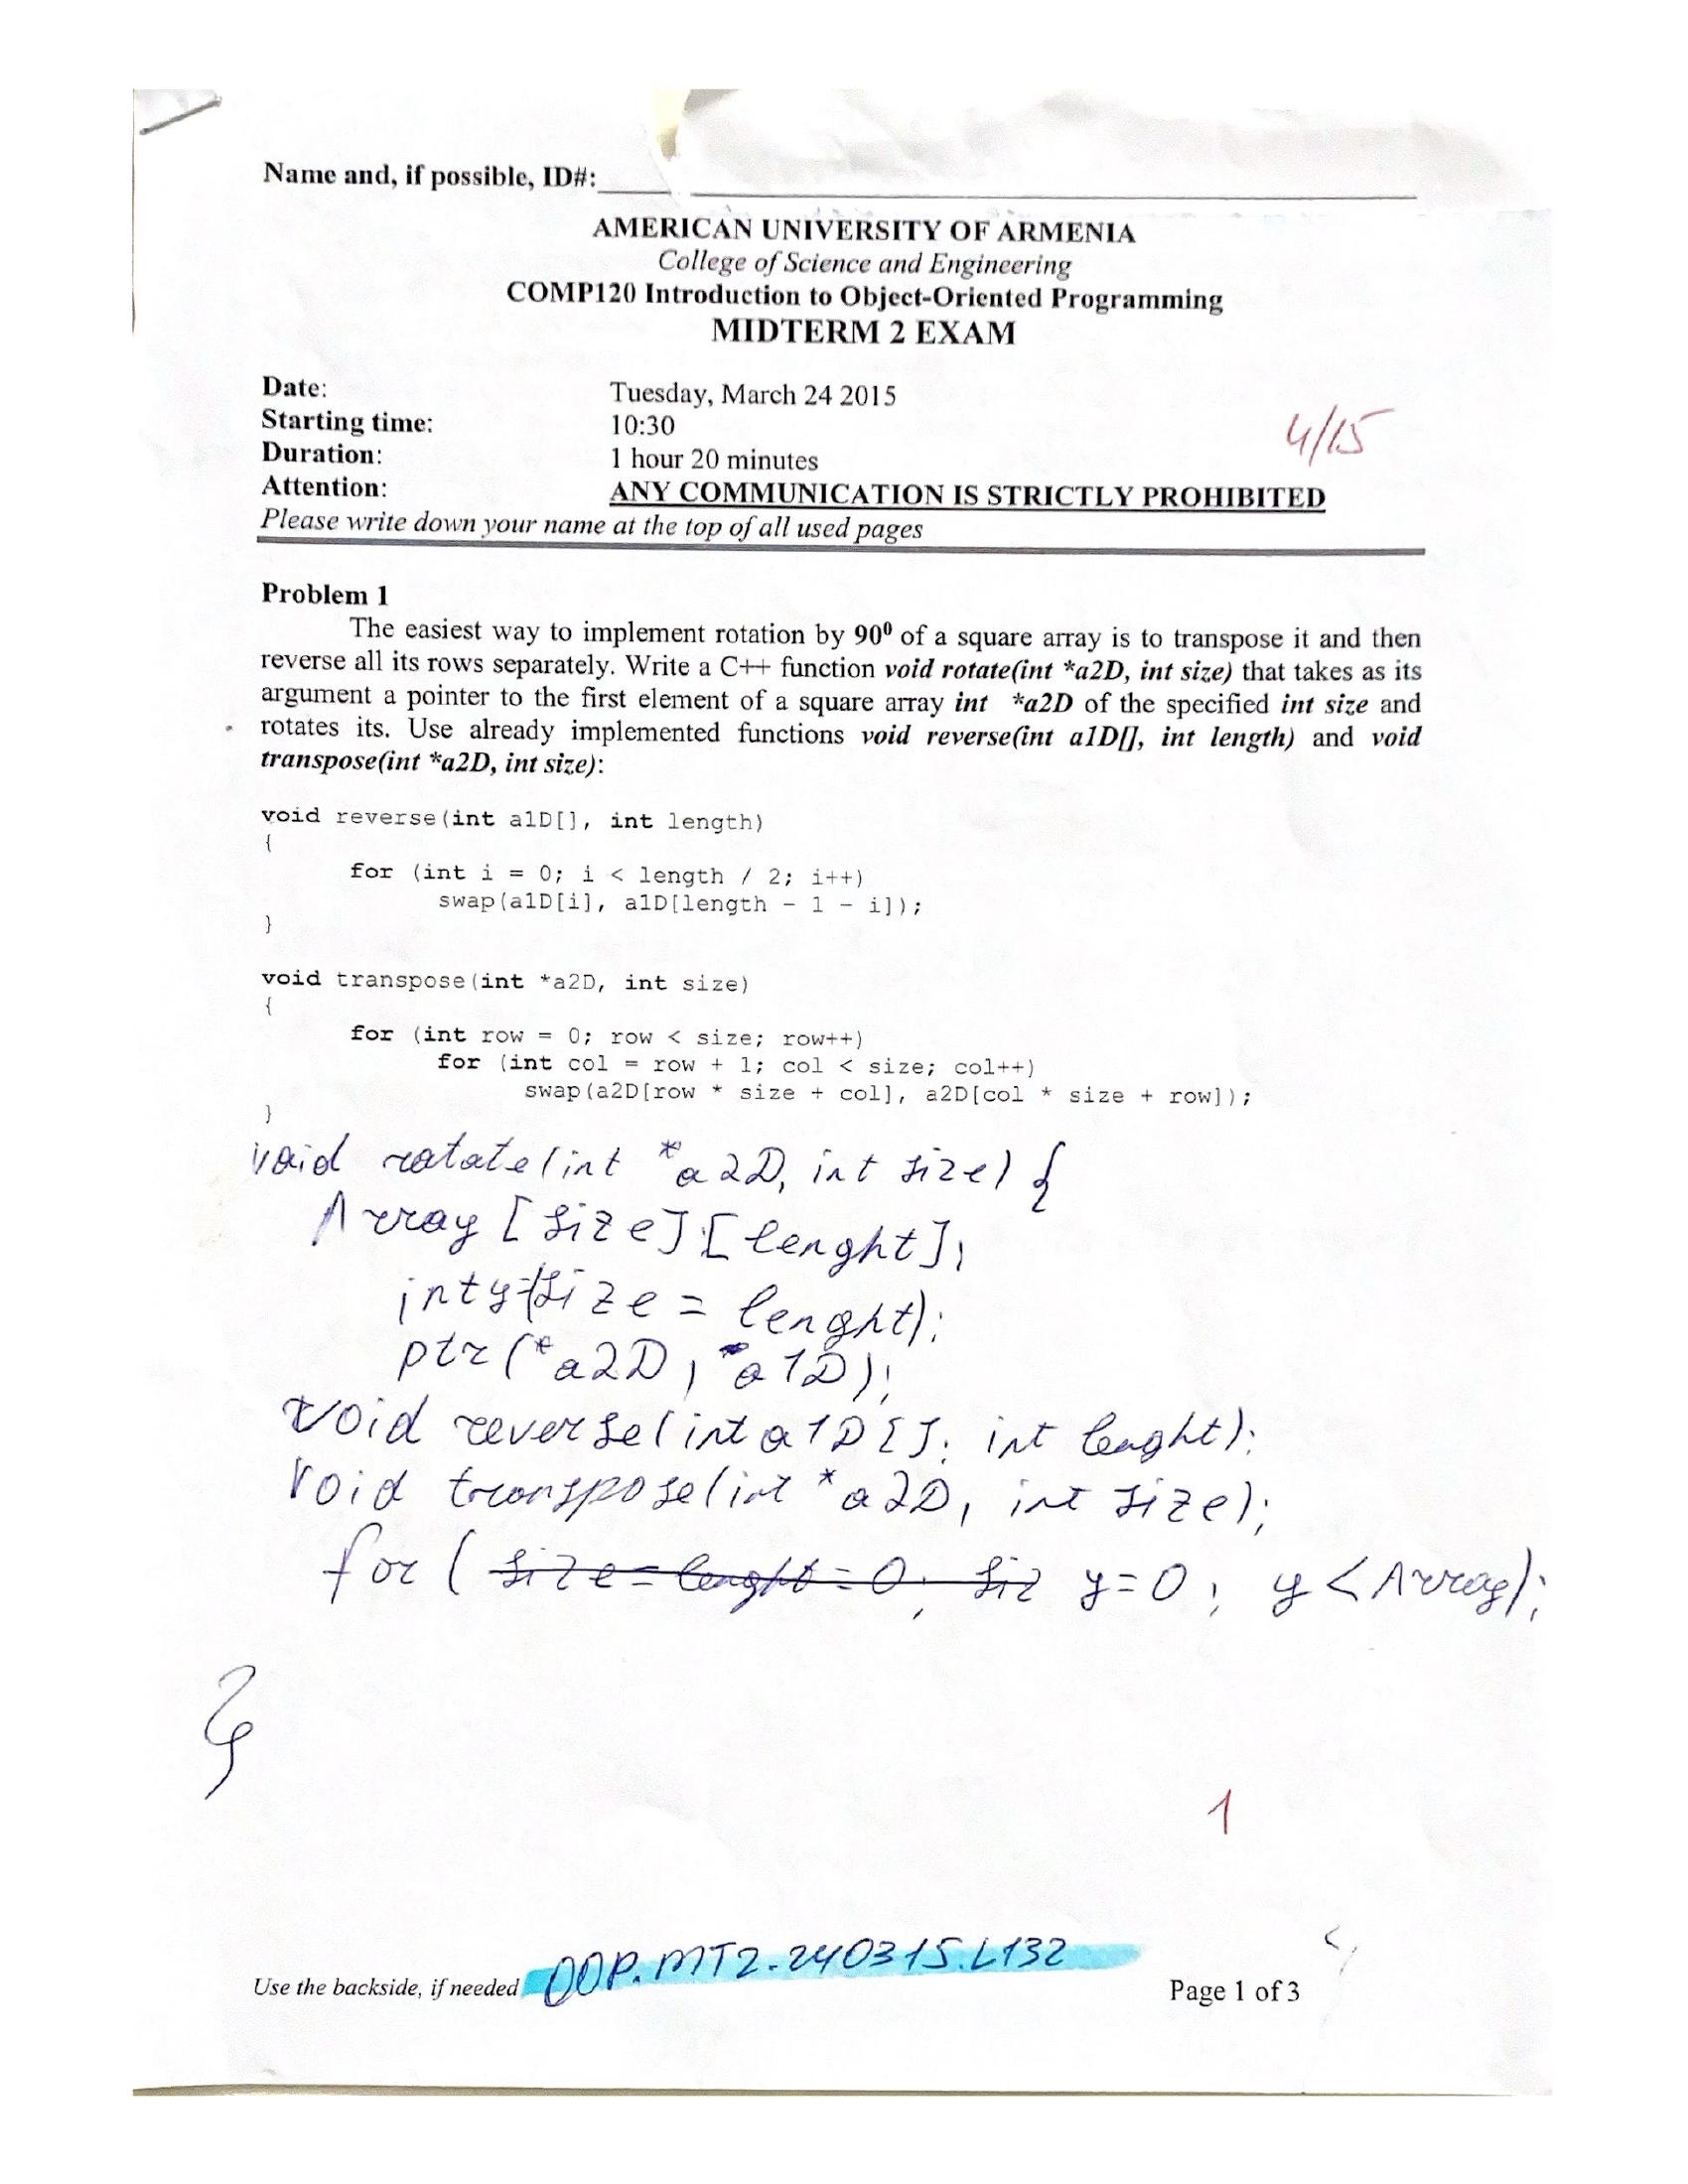 Name and, if possible, ID#:
AMERICAN UNIVERSITY OF ARMENIA
College of Science and Engineering
COMP120 Introduction to Object-Oriented Programming
MIDTERM 2 EXAM
Date: Tuesday, March 24 2015
Starting time: 10:30
4/15
Duration: 1 hour 20 minutes
Attention: ANY COMMUNICATION IS STRICTLY PROHIBITED
Please write down your name at the top of all used pages
Problem 1
The easiest way to implement rotation by 90⁰ of a square array is to transpose it and then
reverse all its rows separately. Write a C++ function void rotate(int *a2D, int size) that takes as its
argument a pointer to the first element of a square array int *a2D of the specified int size and
rotates its. Use already implemented functions void reverse(int a1D[], int length) and void
transpose(int *a2D, int size):
void reverse(int a1D[], int length)
{
for (int i = 0; i < length / 2; i++)
swap(a1D[i], a1D[length - 1 - i]);
}
void transpose(int *a2D, int size)
{
for (int row = 0; row < size; row++)
for (int col = row + 1; col < size; col++)
swap(a2D[row * size + col], a2D[col * size + row]);
}
void rotate(int *a2D, int size) {
Array [size][lenght];
int y=(size = lenght);
ptr(*a2D, *a1D);
void reverse(int a1D[]; int lenght);
void transpose(int *a2D, int size);
for ( size = lenght = 0; siz y=0; y<Array);
}
1
Use the backside, if needed OOP.MT2.240315.L132 Page 1 of 3